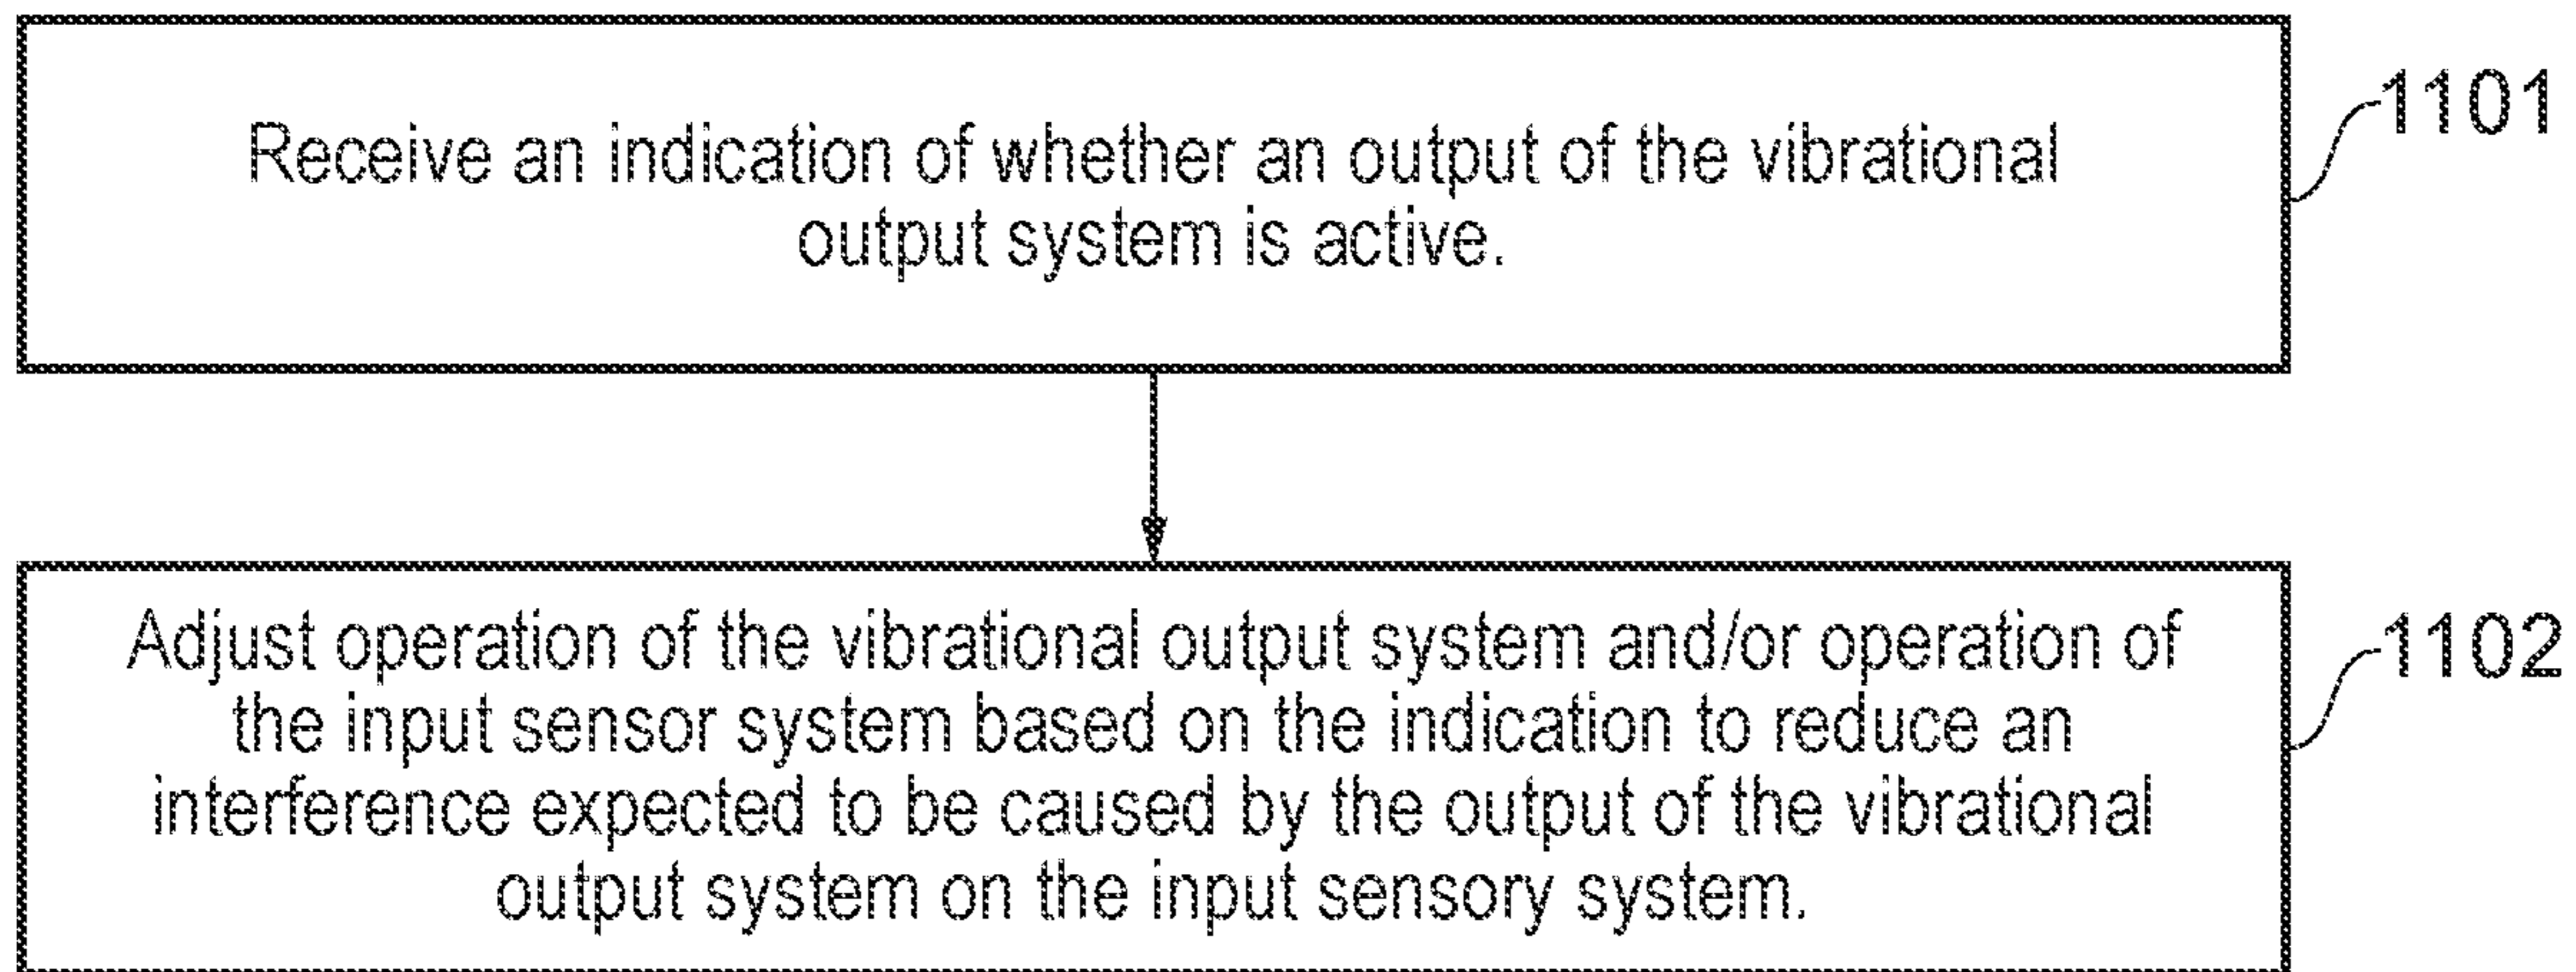 Receive an indication of whether an output of the vibrational
output system is active.
1101
Adjust operation of the vibrational output system and/or operation of
the input sensor system based on the indication to reduce an
interference expected to be caused by the output of the vibrational
output system on the input sensory system.
1102